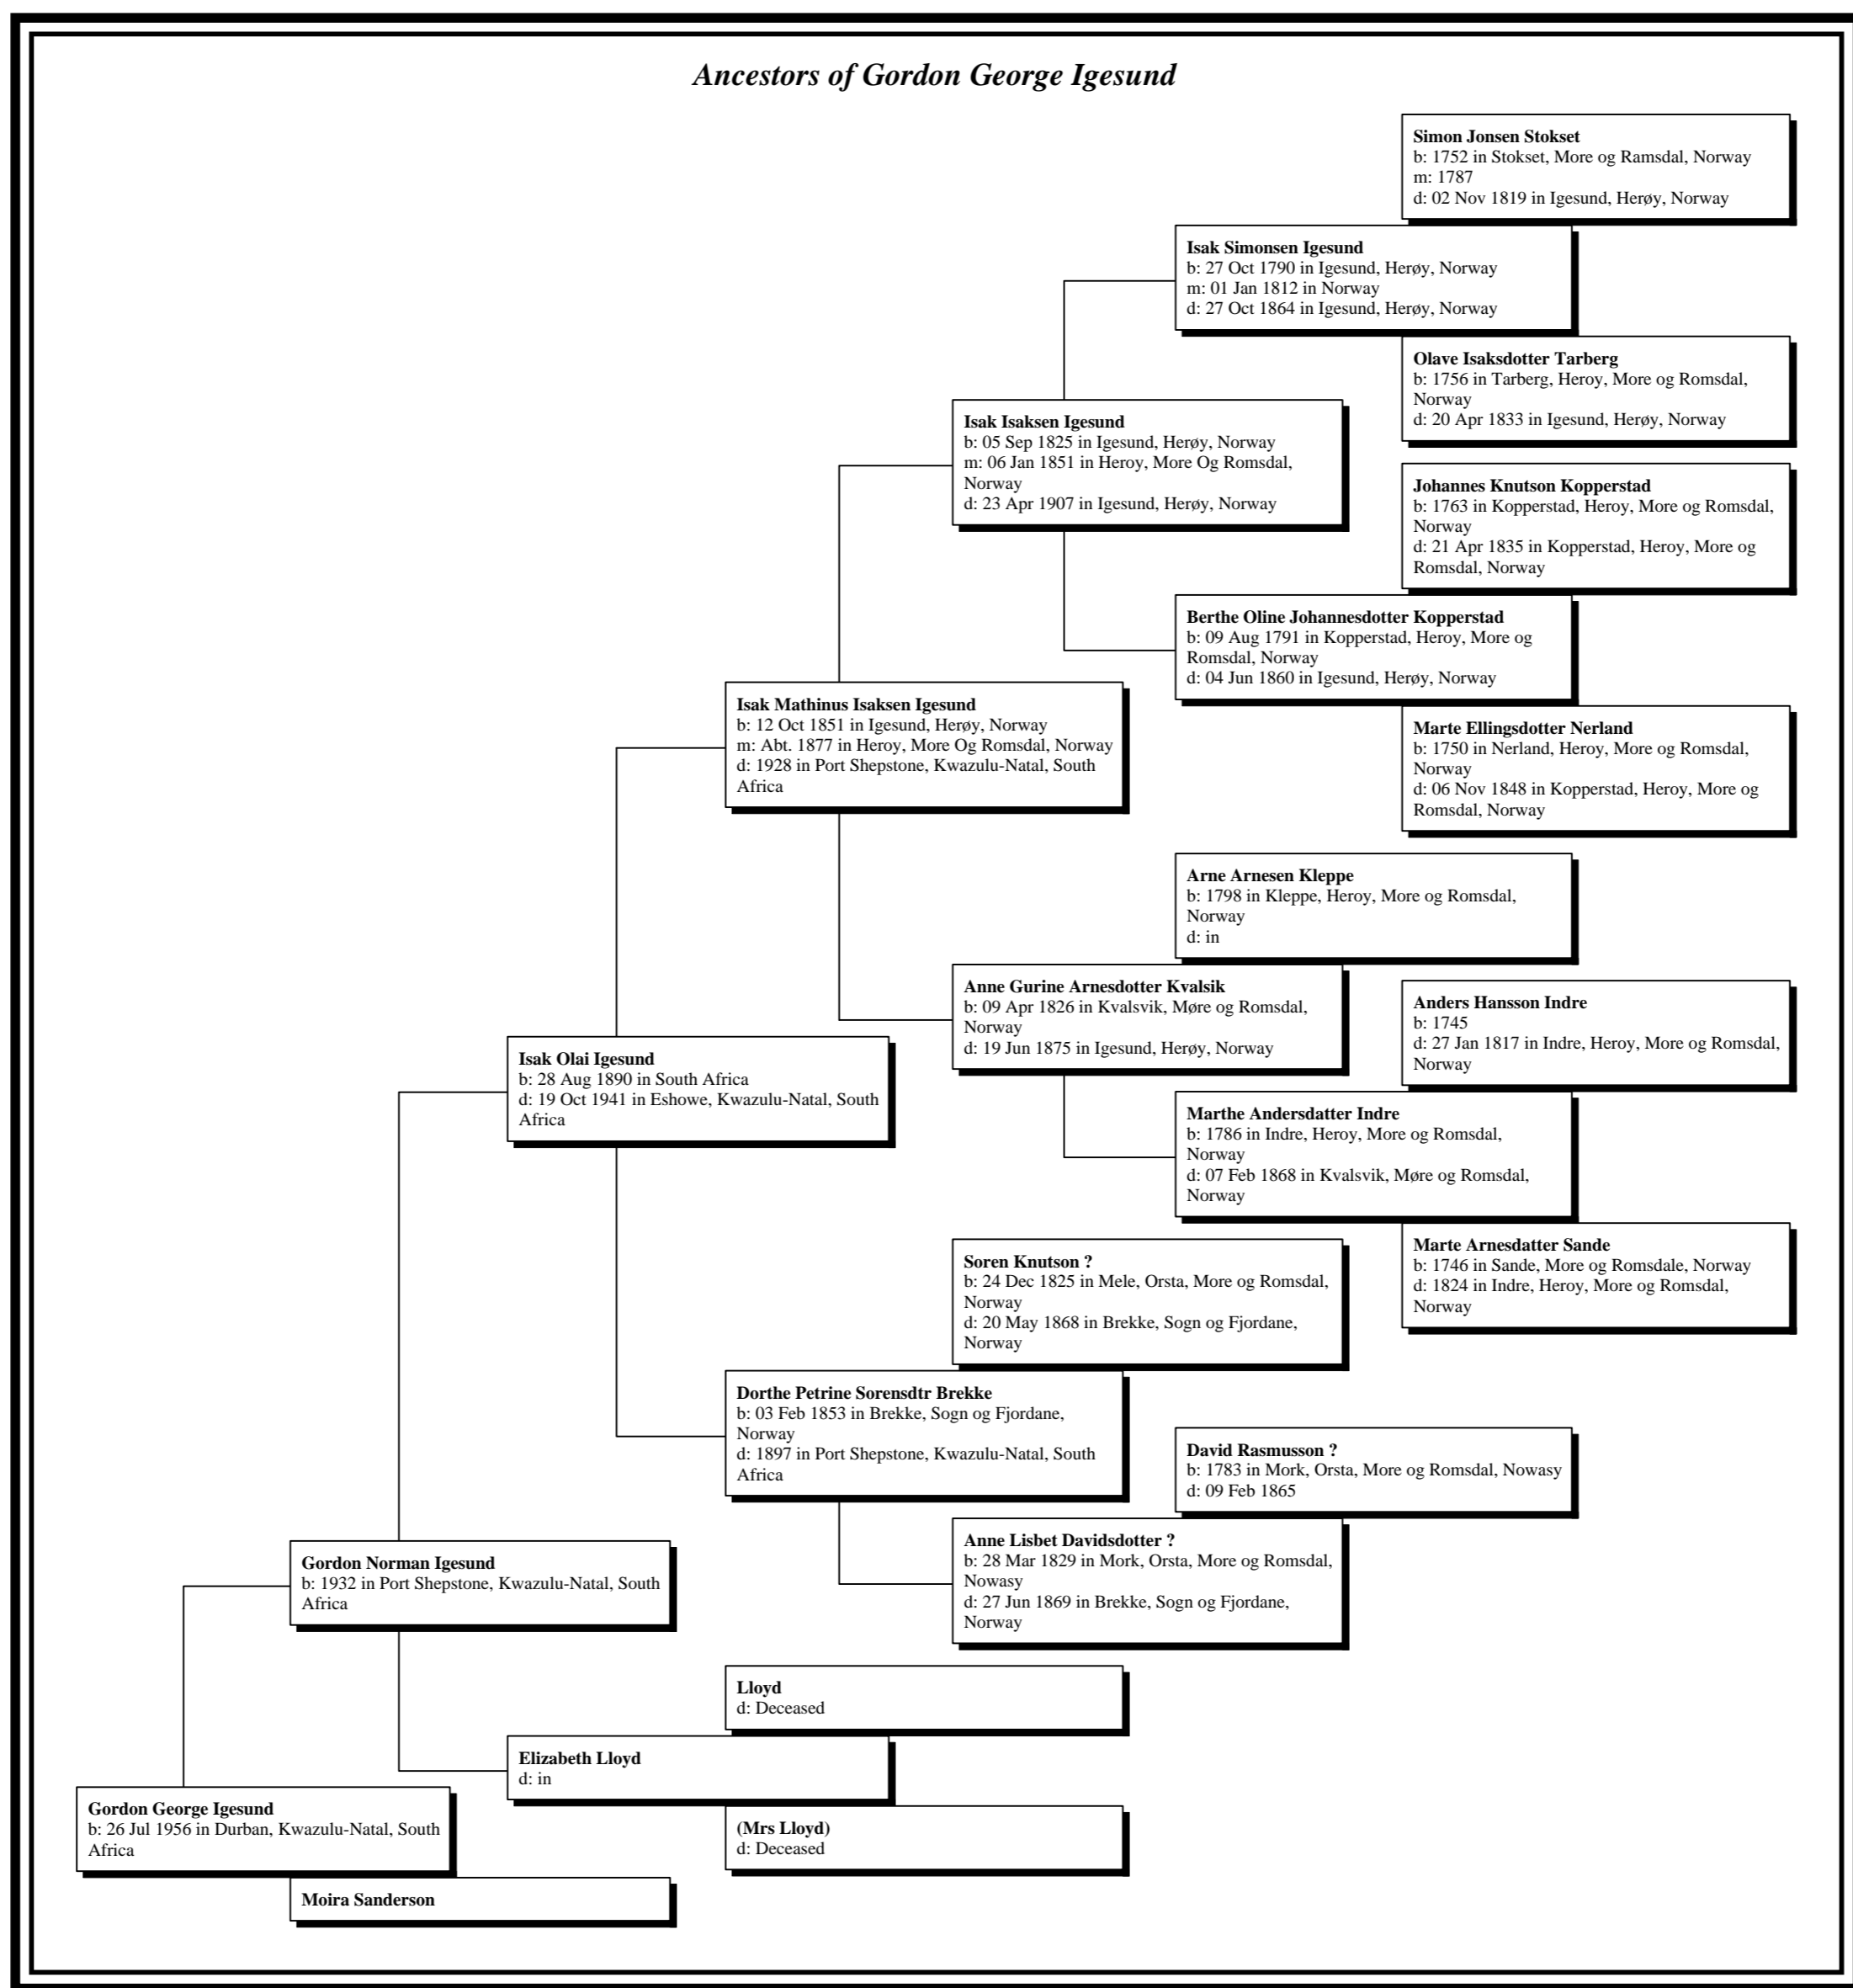 Ancestors of Gordon George Igesund
Simon Jonsen Stokset
b: 1752 in Stokset, More og Ramsdal, Norway
m: 1787
d: 02 Nov 1819 in Igesund, Herøy, Norway
Isak Simonsen Igesund
b: 27 Oct 1790 in Igesund, Herøy, Norway
m: 01 Jan 1812 in Norway
d: 27 Oct 1864 in Igesund, Herøy, Norway
Olave Isaksdotter Tarberg
b: 1756 in Tarberg, Heroy, More og Romsdal,
Norway
d: 20 Apr 1833 in Igesund, Herøy, Norway
Isak Isaksen Igesund
b: 05 Sep 1825 in Igesund, Herøy, Norway
m: 06 Jan 1851 in Heroy, More Og Romsdal,
Norway
d: 23 Apr 1907 in Igesund, Herøy, Norway
Johannes Knutson Kopperstad
b: 1763 in Kopperstad, Heroy, More og Romsdal,
Norway
d: 21 Apr 1835 in Kopperstad, Heroy, More og
Romsdal, Norway
Berthe Oline Johannesdotter Kopperstad
b: 09 Aug 1791 in Kopperstad, Heroy, More og
Romsdal, Norway
d: 04 Jun 1860 in Igesund, Herøy, Norway
Isak Mathinus Isaksen Igesund
b: 12 Oct 1851 in Igesund, Herøy, Norway
m: Abt. 1877 in Heroy, More Og Romsdal, Norway
d: 1928 in Port Shepstone, Kwazulu-Natal, South
Africa
Marte Ellingsdotter Nerland
b: 1750 in Nerland, Heroy, More og Romsdal,
Norway
d: 06 Nov 1848 in Kopperstad, Heroy, More og
Romsdal, Norway
Arne Arnesen Kleppe
b: 1798 in Kleppe, Heroy, More og Romsdal,
Norway
d: in
Anne Gurine Arnesdotter Kvalsik
b: 09 Apr 1826 in Kvalsvik, Møre og Romsdal,
Norway
d: 19 Jun 1875 in Igesund, Herøy, Norway
Anders Hansson Indre
b: 1745
d: 27 Jan 1817 in Indre, Heroy, More og Romsdal,
Norway
Isak Olai Igesund
b: 28 Aug 1890 in South Africa
d: 19 Oct 1941 in Eshowe, Kwazulu-Natal, South
Africa
Marthe Andersdatter Indre
b: 1786 in Indre, Heroy, More og Romsdal,
Norway
d: 07 Feb 1868 in Kvalsvik, Møre og Romsdal,
Norway
Marte Arnesdatter Sande
b: 1746 in Sande, More og Romsdale, Norway
d: 1824 in Indre, Heroy, More og Romsdal,
Norway
Soren Knutson ?
b: 24 Dec 1825 in Mele, Orsta, More og Romsdal,
Norway
d: 20 May 1868 in Brekke, Sogn og Fjordane,
Norway
Dorthe Petrine Sorensdtr Brekke
b: 03 Feb 1853 in Brekke, Sogn og Fjordane,
Norway
d: 1897 in Port Shepstone, Kwazulu-Natal, South
Africa
David Rasmusson ?
b: 1783 in Mork, Orsta, More og Romsdal, Nowasy
d: 09 Feb 1865
Anne Lisbet Davidsdotter ?
b: 28 Mar 1829 in Mork, Orsta, More og Romsdal,
Nowasy
d: 27 Jun 1869 in Brekke, Sogn og Fjordane,
Norway
Gordon Norman Igesund
b: 1932 in Port Shepstone, Kwazulu-Natal, South
Africa
Lloyd
d: Deceased
Elizabeth Lloyd
d: in
Gordon George Igesund
b: 26 Jul 1956 in Durban, Kwazulu-Natal, South
Africa
(Mrs Lloyd)
d: Deceased
Moira Sanderson